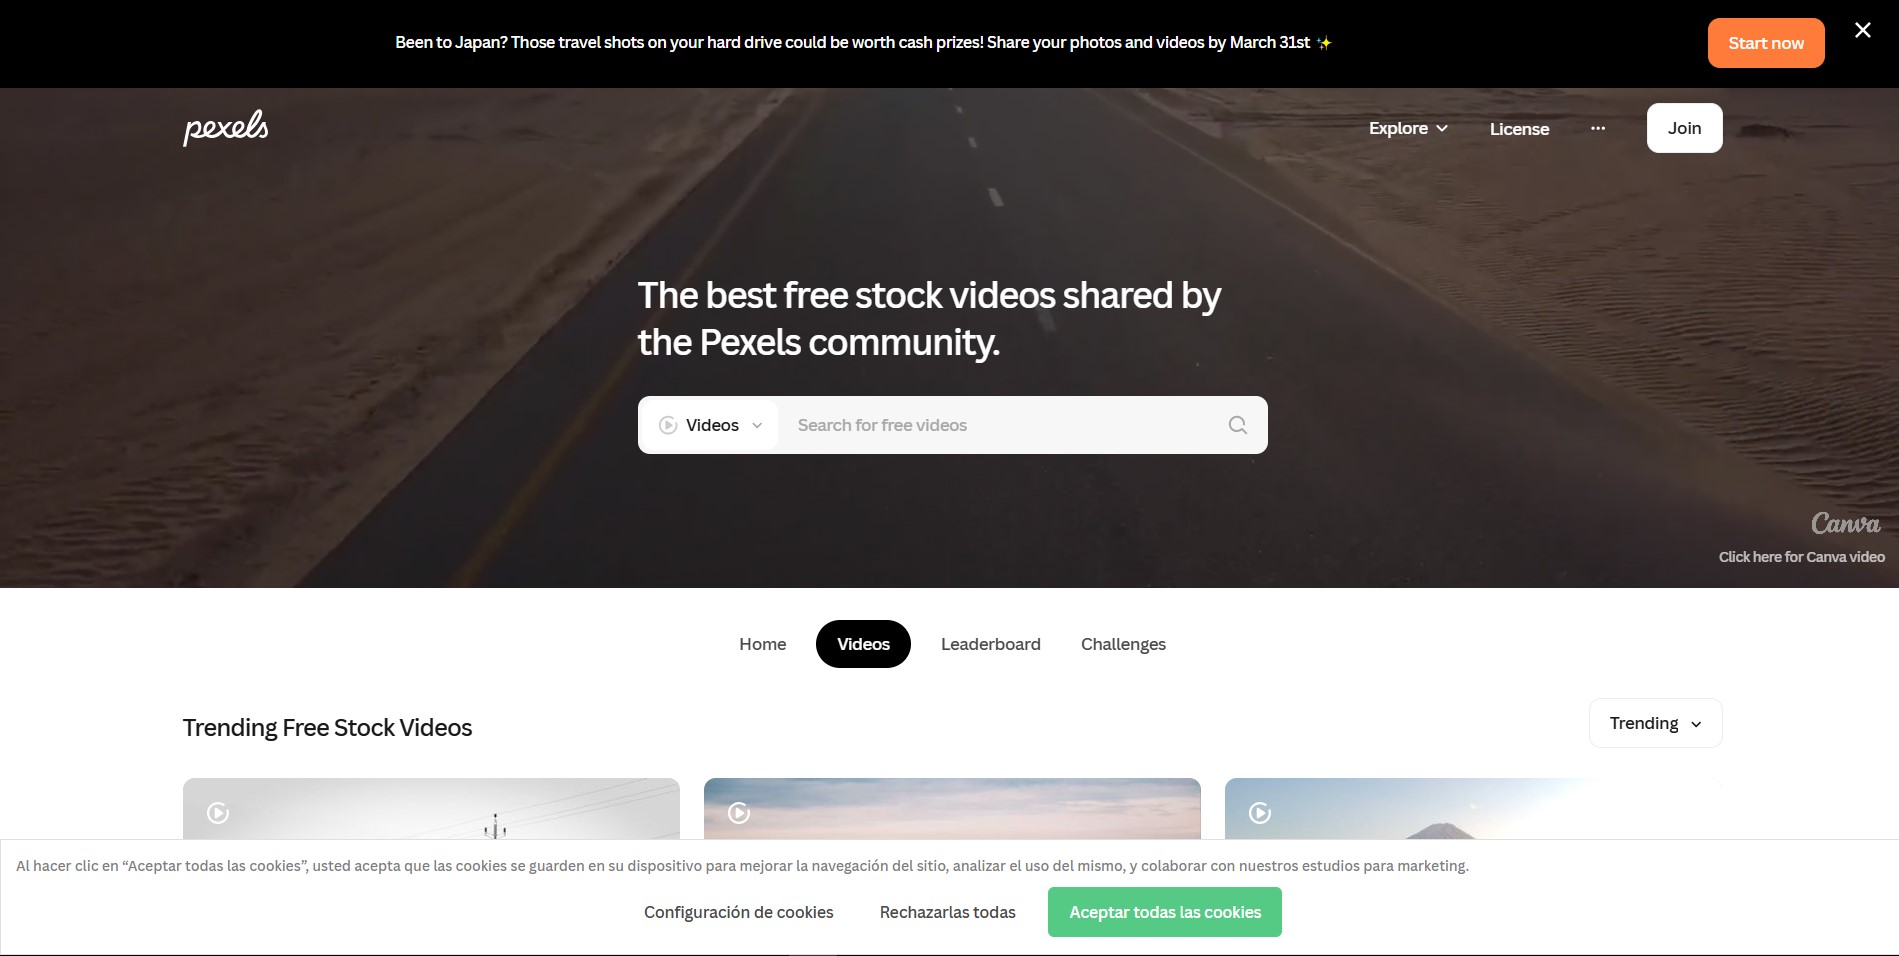 Been to Japan? Those travel shots on your hard drive could be worth cash prizes! Share your photos and videos by March 31st ✨
Start now
pexels
Explore
License
Join
The best free stock videos shared by
the Pexels community.
Videos
Search for free videos
Canva
Click here for Canva video
Home
Videos
Leaderboard
Challenges
Trending Free Stock Videos
Trending
Al hacer clic en “Aceptar todas las cookies”, usted acepta que las cookies se guarden en su dispositivo para mejorar la navegación del sitio, analizar el uso del mismo, y colaborar con nuestros estudios para marketing.
Configuración de cookies
Rechazarlas todas
Aceptar todas las cookies